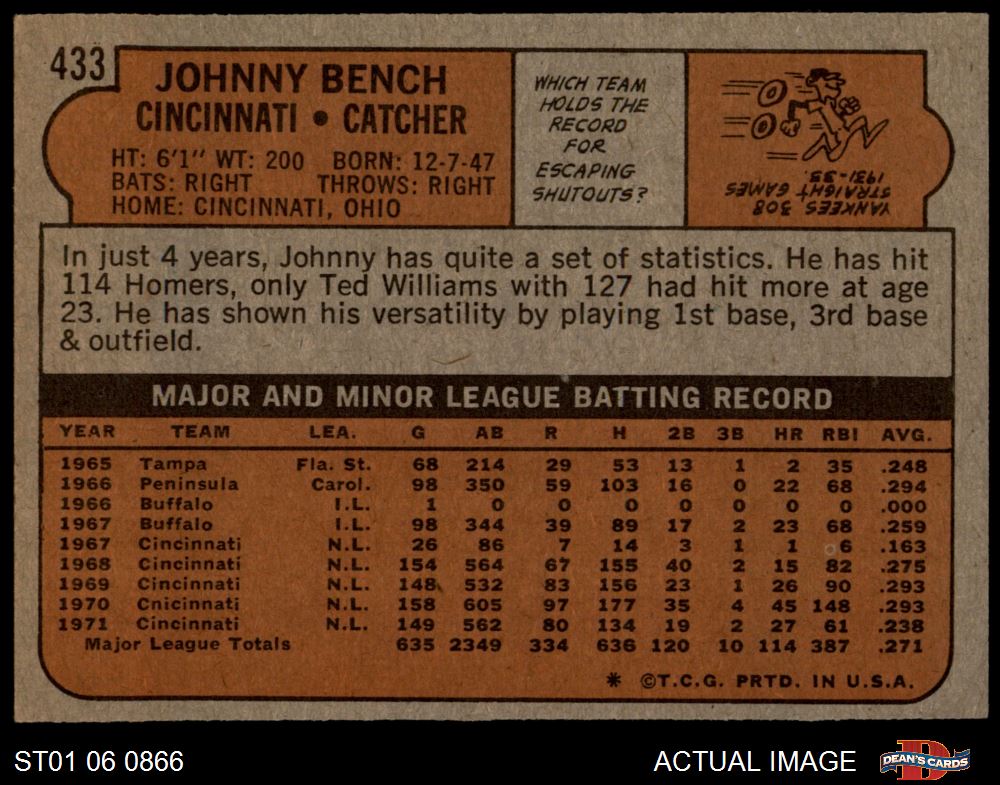 433
JOHNNY BENCH
CINCINNATI • CATCHER
HT: 6'1" WT: 200 BORN: 12-7-47
BATS: RIGHT THROWS: RIGHT
HOME: CINCINNATI, OHIO
WHICH TEAM
HOLDS THE
RECORD
FOR
ESCAPING
SHUTOUTS?
YANKEES 308
STRAIGHT GAMES
1931-35.
In just 4 years, Johnny has quite a set of statistics. He has hit
114 Homers, only Ted Williams with 127 had hit more at age
23. He has shown his versatility by playing 1st base, 3rd base
& outfield.
MAJOR AND MINOR LEAGUE BATTING RECORD
YEAR TEAM LEA. G AB R H 2B 3B HR RBI AVG.
1965 Tampa Fla. St. 68 214 29 53 13 1 2 35 .248
1966 Peninsula Carol. 98 350 59 103 16 0 22 68 .294
1966 Buffalo I.L. 1 0 0 0 0 0 0 0 .000
1967 Buffalo I.L. 98 344 39 89 17 2 23 68 .259
1967 Cincinnati N.L. 26 86 7 14 3 1 1 6 .163
1968 Cincinnati N.L. 154 564 67 155 40 2 15 82 .275
1969 Cincinnati N.L. 148 532 83 156 23 1 26 90 .293
1970 Cnicinnati N.L. 158 605 97 177 35 4 45 148 .293
1971 Cincinnati N.L. 149 562 80 134 19 2 27 61 .238
Major League Totals 635 2349 334 636 120 10 114 387 .271
* ©T.C.G. PRTD. IN U.S.A.
ST01 06 0866
ACTUAL IMAGE
D
DEAN'S CARDS